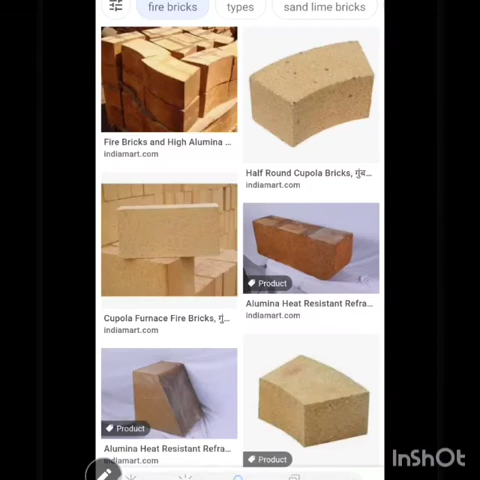 fire bricks
types
sand lime bricks
Fire Bricks and High Alumina ...
indiamart.com
Half Round Cupola Bricks, गुंब...
indiamart.com
Cupola Furnace Fire Bricks, गुं...
indiamart.com
Product
Alumina Heat Resistant Refra...
indiamart.com
Product
Alumina Heat Resistant Refra...
indiamart.com
Product
InShOt